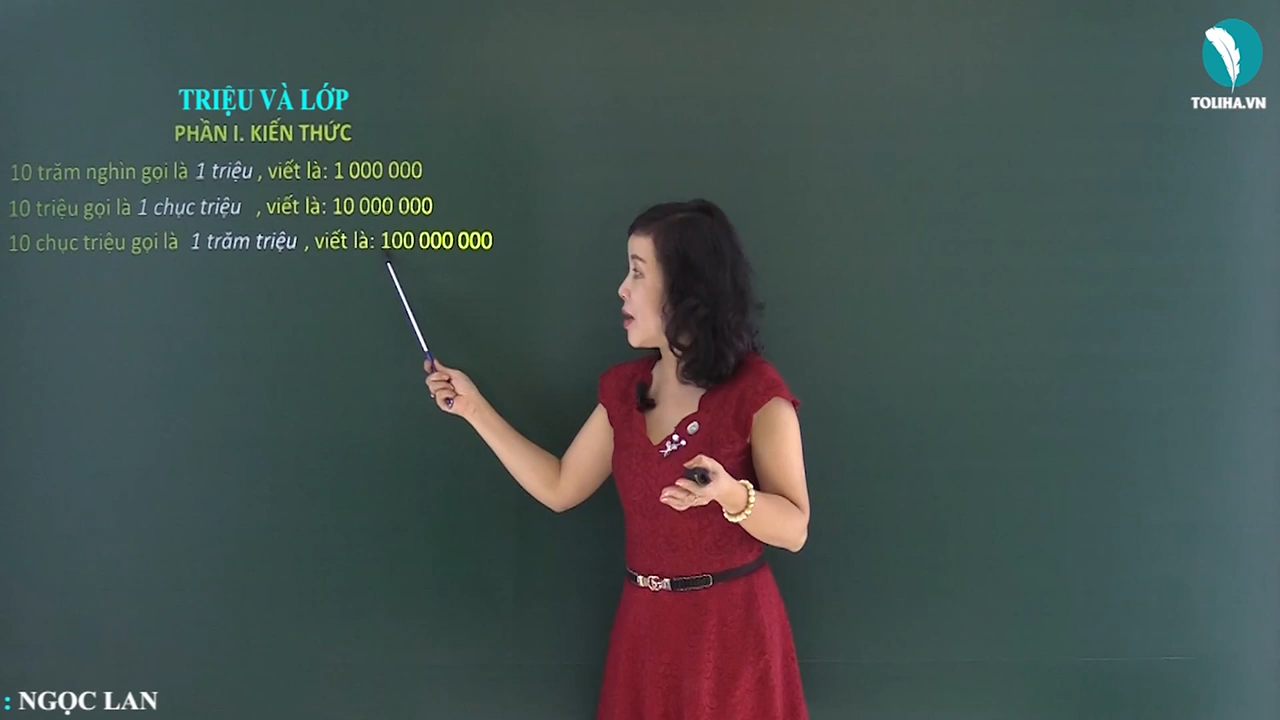 TOLIHA.VN
TRIỆU VÀ LỚP
PHẦN I. KIẾN THỨC
10 trăm nghìn gọi là 1 triệu , viết là: 1 000 000
10 triệu gọi là 1 chục triệu , viết là: 10 000 000
10 chục triệu gọi là 1 trăm triệu , viết là: 100 000 000
: NGỌC LAN